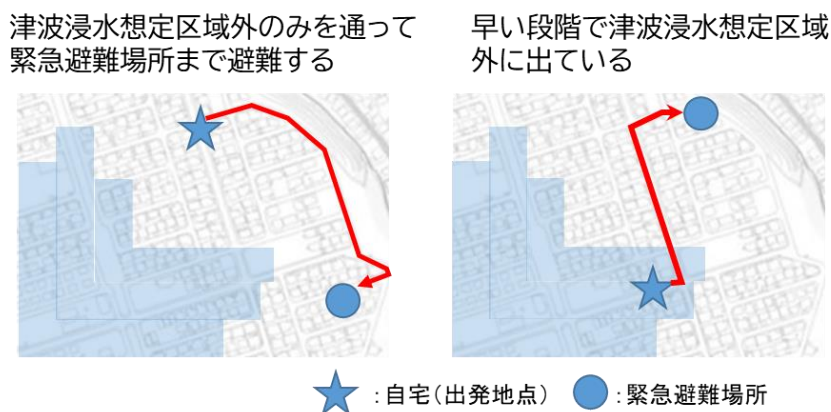 津波浸水想定区域外のみを通って
緊急避難場所まで避難する
早い段階で津波浸水想定区域
外に出ている
:自宅(出発地点)
:緊急避難場所